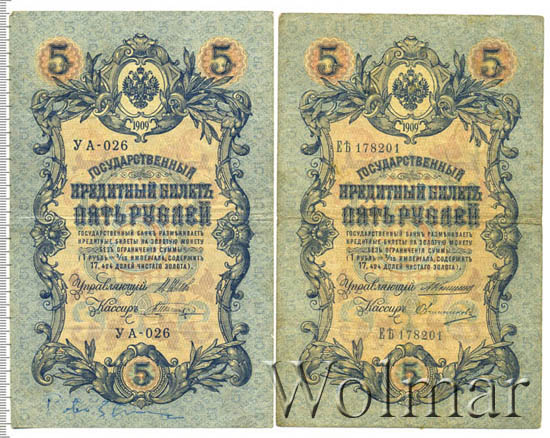 5 5
1909
УА-026
ГОСУДАРСТВЕННЫЙ
КРЕДИТНЫЙ БИЛЕТЪ
ПЯТЬ РУБЛЕЙ
ГОСУДАРСТВЕННЫЙ БАНКЪ РАЗМѢНИВАЕТЪ
КРЕДИТНЫЕ БИЛЕТЫ НА ЗОЛОТУЮ МОНЕТУ
БЕЗЪ ОГРАНИЧЕНІЯ СУММЫ
(1 РУБЛЬ = 1/15 ИМПЕРІАЛА, СОДЕРЖИТЪ
17,424 ДОЛЕЙ ЧИСТАГО ЗОЛОТА).
Управляющій
Кассиръ
УА-026
5
5 5
1909
ЕЪ 178201
ГОСУДАРСТВЕННЫЙ
КРЕДИТНЫЙ БИЛЕТЪ
ПЯТЬ РУБЛЕЙ
ГОСУДАРСТВЕННЫЙ БАНКЪ РАЗМѢНИВАЕТЪ
КРЕДИТНЫЕ БИЛЕТЫ НА ЗОЛОТУЮ МОНЕТУ
БЕЗЪ ОГРАНИЧЕНІЯ СУММЫ
(1 РУБЛЬ = 1/15 ИМПЕРІАЛА, СОДЕРЖИТЪ
17,424 ДОЛЕЙ ЧИСТАГО ЗОЛОТА).
Управляющій
Кассиръ
ЕЪ 178201
5
Wolmar